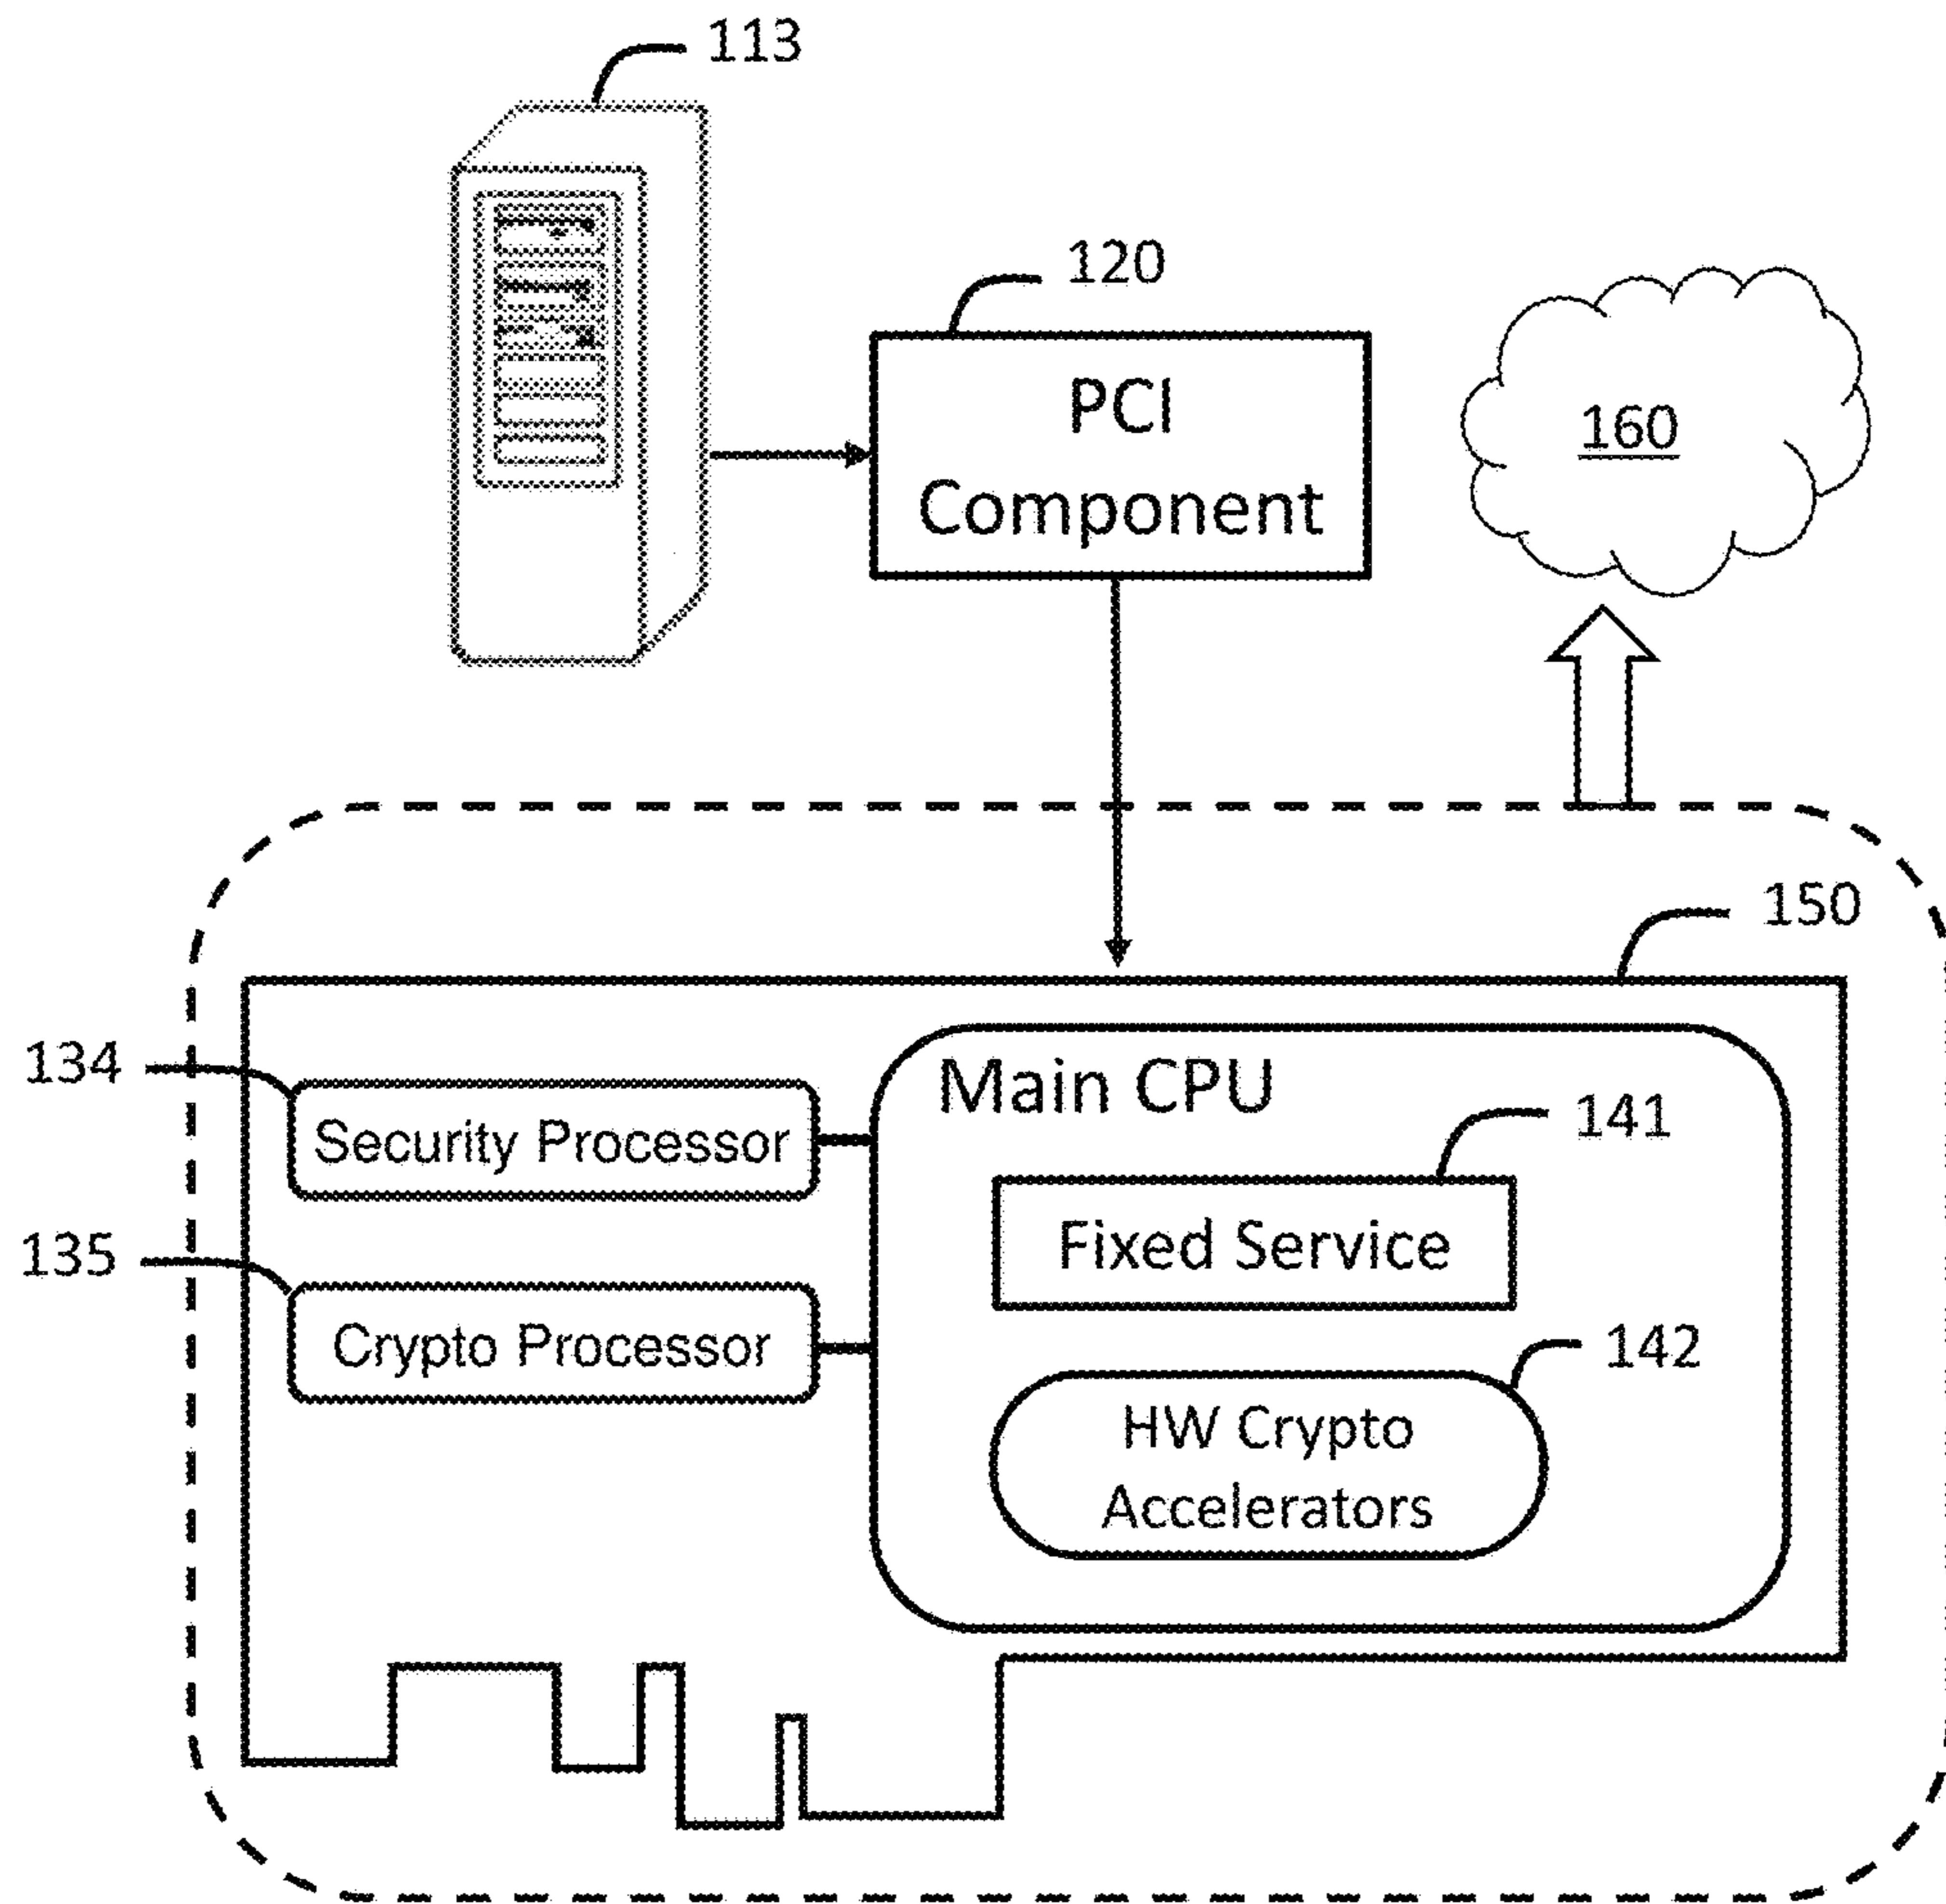 113
120
PCI
Component
160
150
134
Security Processor
Main CPU
141
Fixed Service
135
Crypto Processor
142
HW Crypto
Accelerators